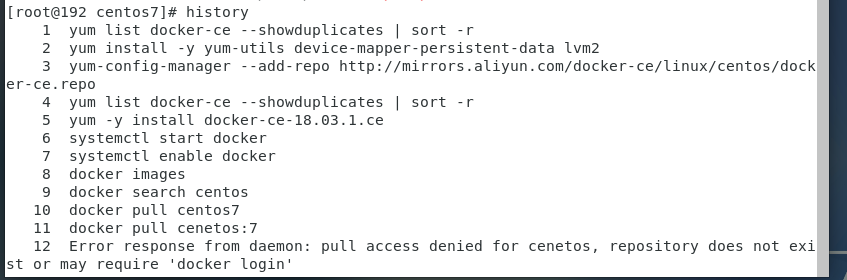 [root@192 centos7]# history
    1  yum list docker-ce --showduplicates | sort -r
    2  yum install -y yum-utils device-mapper-persistent-data lvm2
    3  yum-config-manager --add-repo http://mirrors.aliyun.com/docker-ce/linux/centos/dock
er-ce.repo
    4  yum list docker-ce --showduplicates | sort -r
    5  yum -y install docker-ce-18.03.1.ce
    6  systemctl start docker
    7  systemctl enable docker
    8  docker images
    9  docker search centos
   10  docker pull centos7
   11  docker pull cenetos:7
   12  Error response from daemon: pull access denied for cenetos, repository does not exi
st or may require 'docker login'